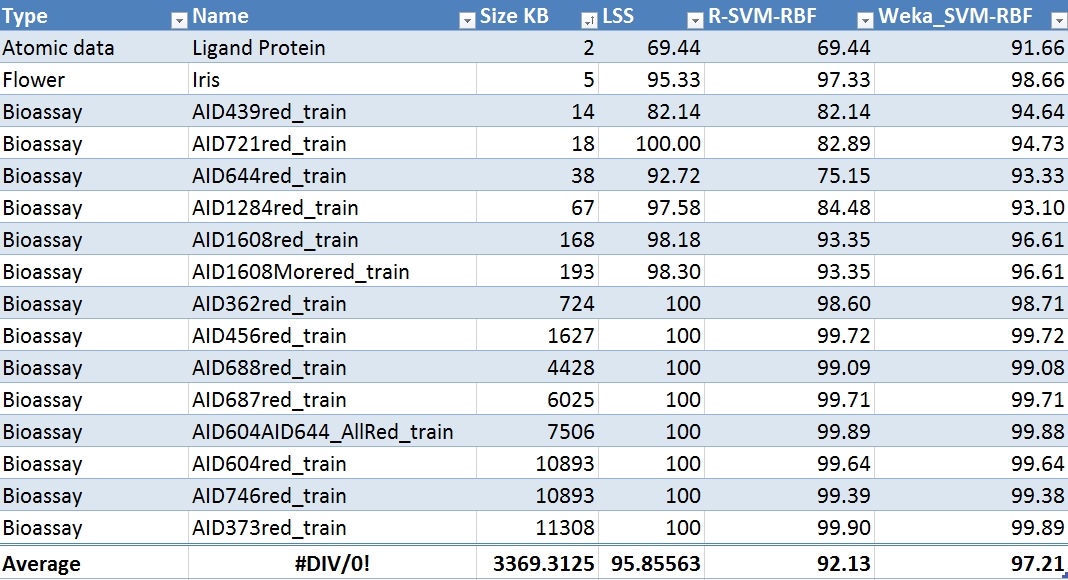 Type Name Size KB LSS R-SVM-RBF Weka_SVM-RBF
Atomic data Ligand Protein 2 69.44 69.44 91.66
Flower Iris 5 95.33 97.33 98.66
Bioassay AID439red_train 14 82.14 82.14 94.64
Bioassay AID721red_train 18 100.00 82.89 94.73
Bioassay AID644red_train 38 92.72 75.15 93.33
Bioassay AID1284red_train 67 97.58 84.48 93.10
Bioassay AID1608red_train 168 98.18 93.35 96.61
Bioassay AID1608Morered_train 193 98.30 93.35 96.61
Bioassay AID362red_train 724 100 98.60 98.71
Bioassay AID456red_train 1627 100 99.72 99.72
Bioassay AID688red_train 4428 100 99.09 99.08
Bioassay AID687red_train 6025 100 99.71 99.71
Bioassay AID604AID644_AllRed_train 7506 100 99.89 99.88
Bioassay AID604red_train 10893 100 99.64 99.64
Bioassay AID746red_train 10893 100 99.39 99.38
Bioassay AID373red_train 11308 100 99.90 99.89
Average #DIV/0! 3369.3125 95.85563 92.13 97.21